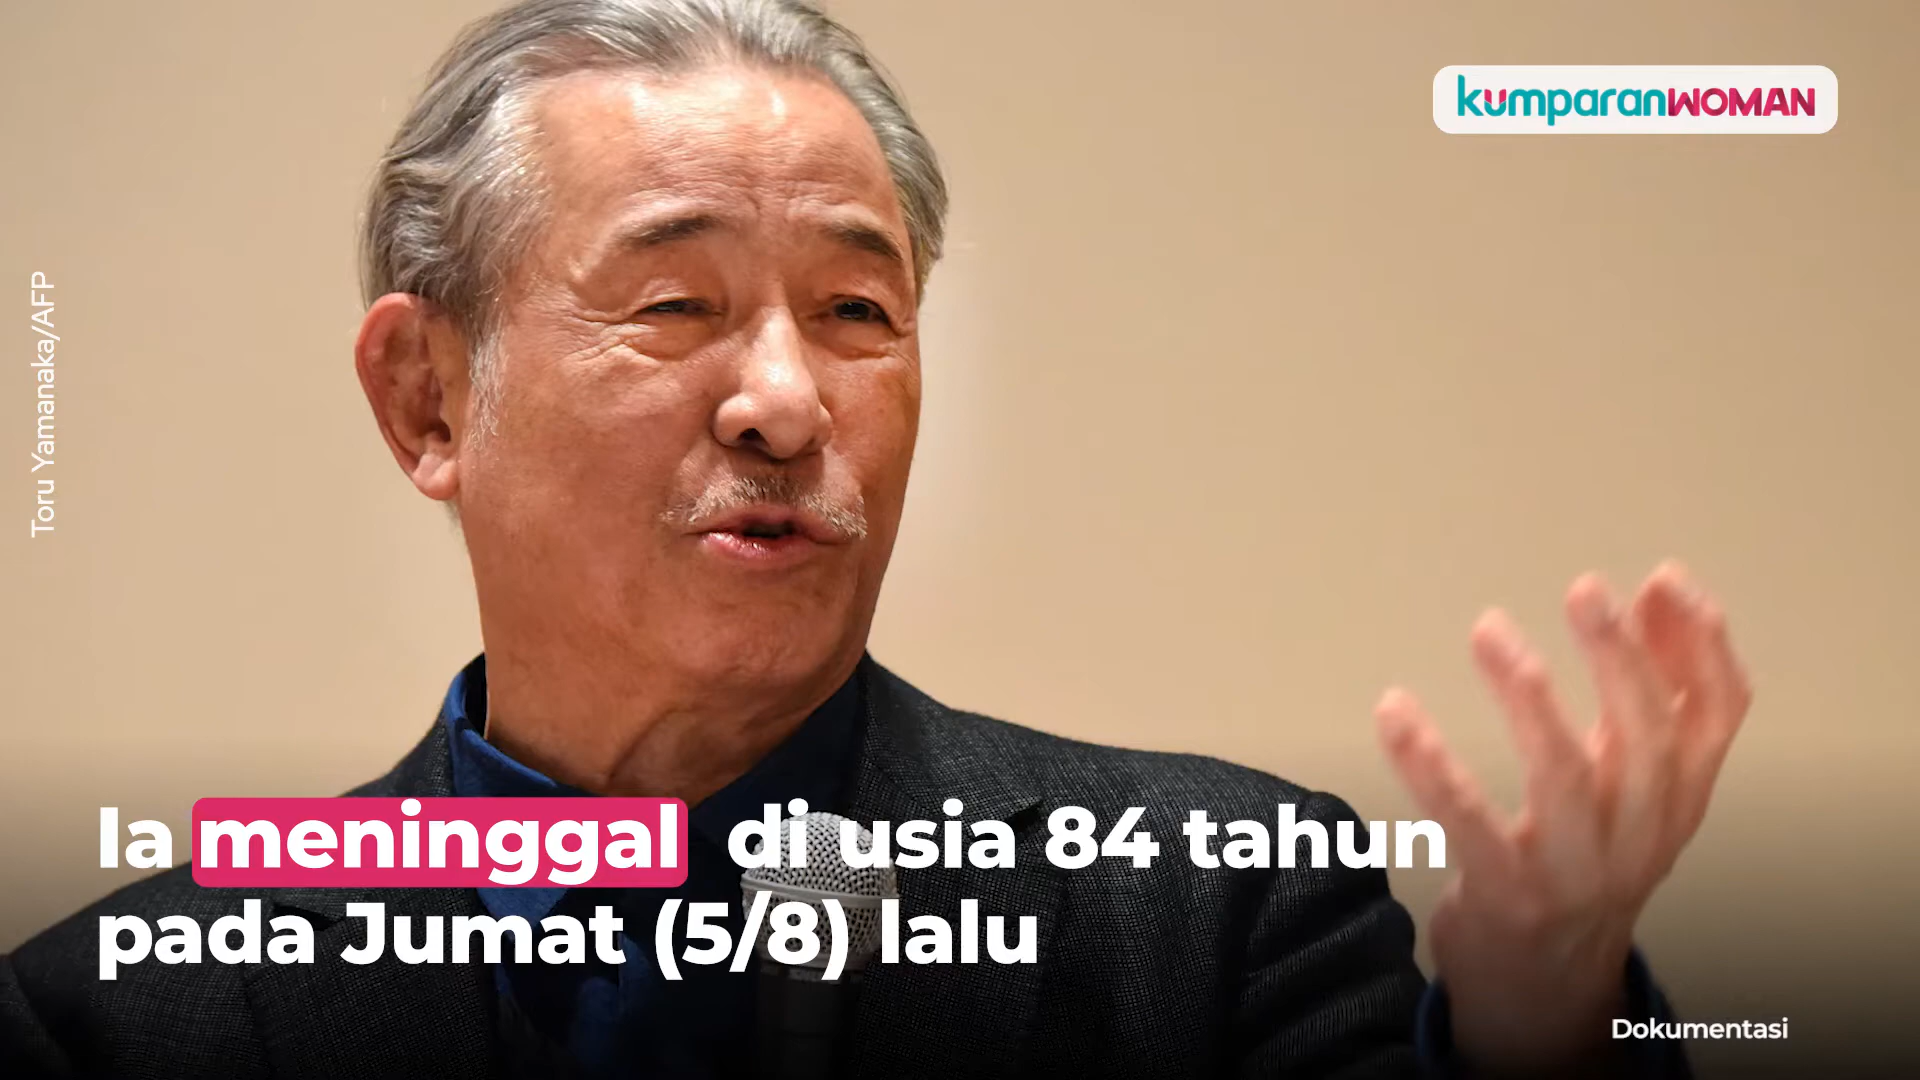 kumparanWOMAN
Toru Yamanaka/AFP
Ia meninggal di usia 84 tahun
pada Jumat (5/8) lalu
Dokumentasi